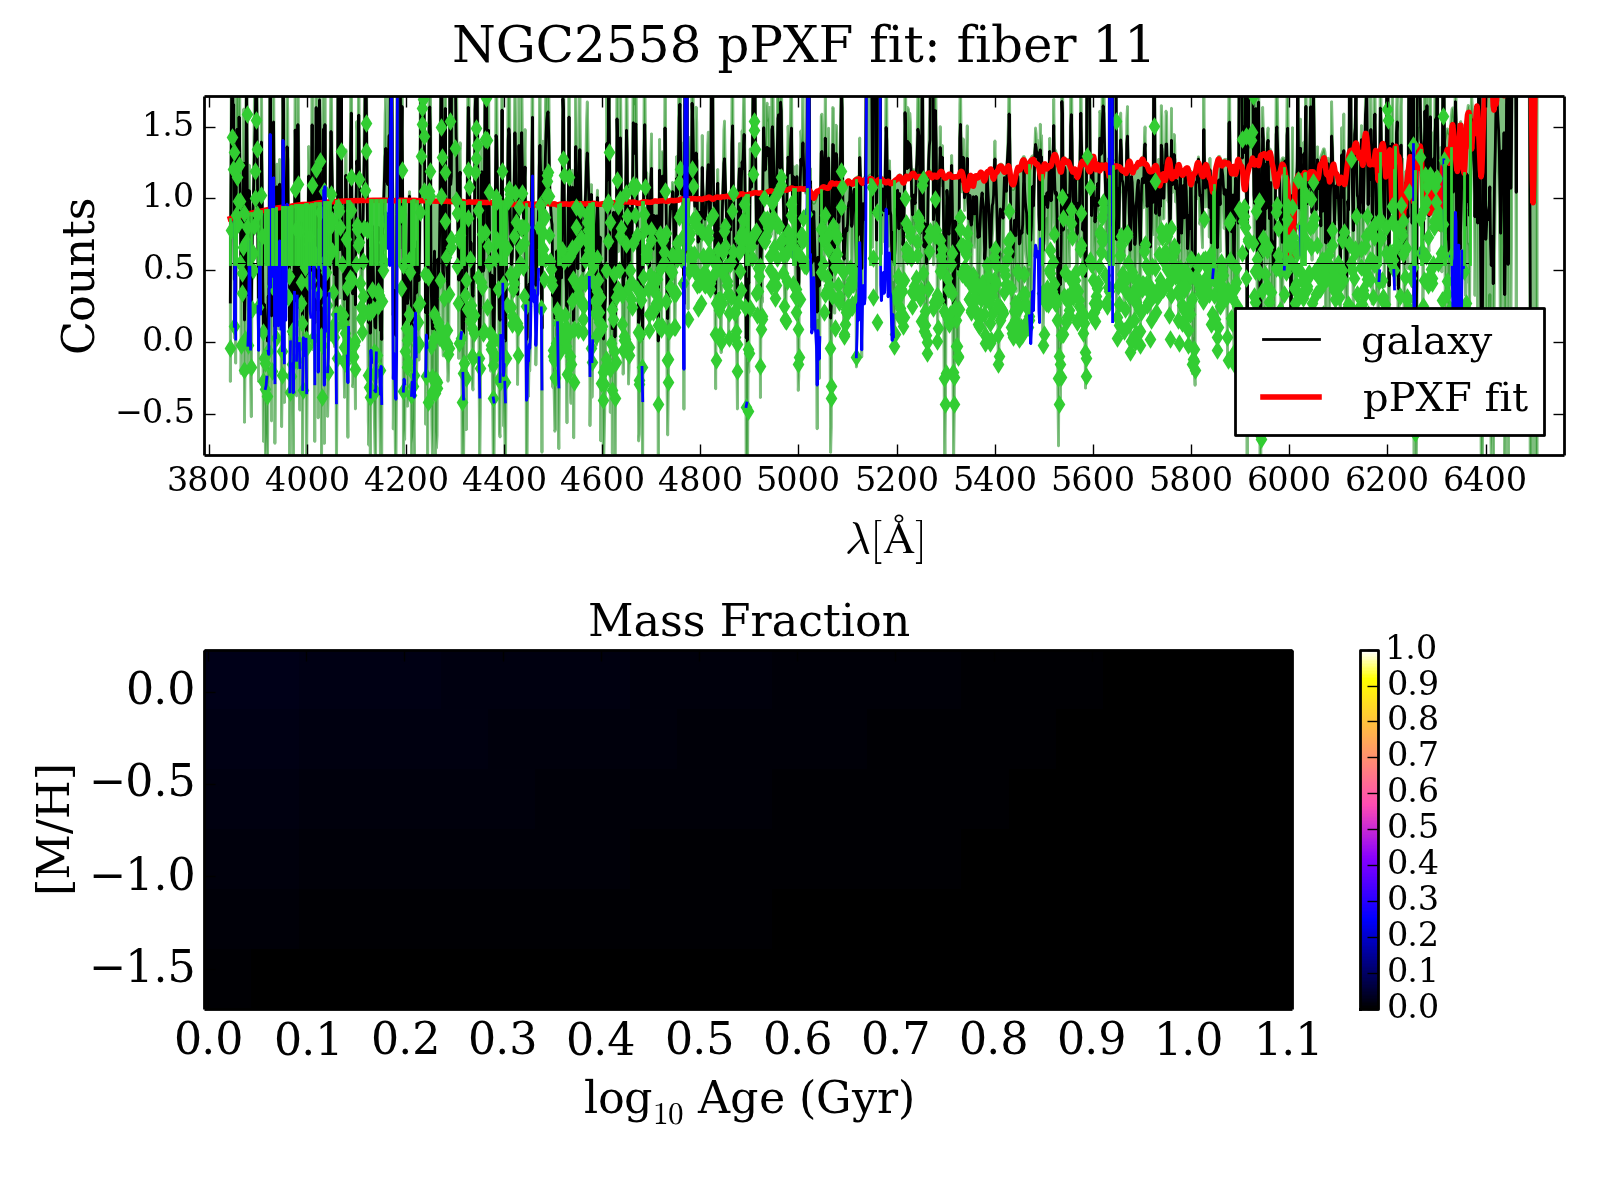 NGC2558 pPXF fit: fiber 11
Counts
1.5
1.0
0.5
0.0
−0.5
galaxy
pPXF fit
3800 4000 4200 4400 4600 4800 5000 5200 5400 5600 5800 6000 6200 6400
λ[Å]
Mass Fraction
[M/H]
0.0
−0.5
−1.0
−1.5
0.0 0.1 0.2 0.3 0.4 0.5 0.6 0.7 0.8 0.9 1.0 1.1
log₁₀ Age (Gyr)
1.0
0.9
0.8
0.7
0.6
0.5
0.4
0.3
0.2
0.1
0.0